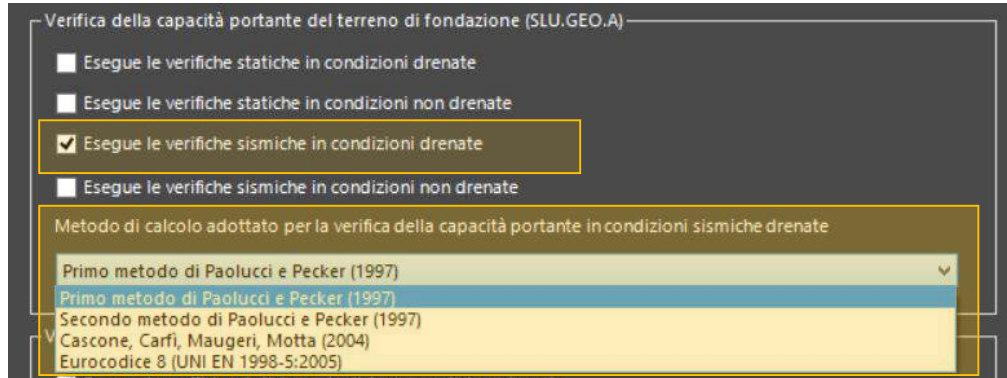 Verifica della capacità portante del terreno di fondazione (SLU.GEO.A)
Esegue le verifiche statiche in condizioni drenate
Esegue le verifiche statiche in condizioni non drenate
Esegue le verifiche sismiche in condizioni drenate
Esegue le verifiche sismiche in condizioni non drenate
Metodo di calcolo adottato per la verifica della capacità portante in condizioni sismiche drenate
Primo metodo di Paolucci e Pecker (1997)
Primo metodo di Paolucci e Pecker (1997)
Secondo metodo di Paolucci e Pecker (1997)
Cascone, Carfì, Maugeri, Motta (2004)
Eurocodice 8 (UNI EN 1998-5:2005)